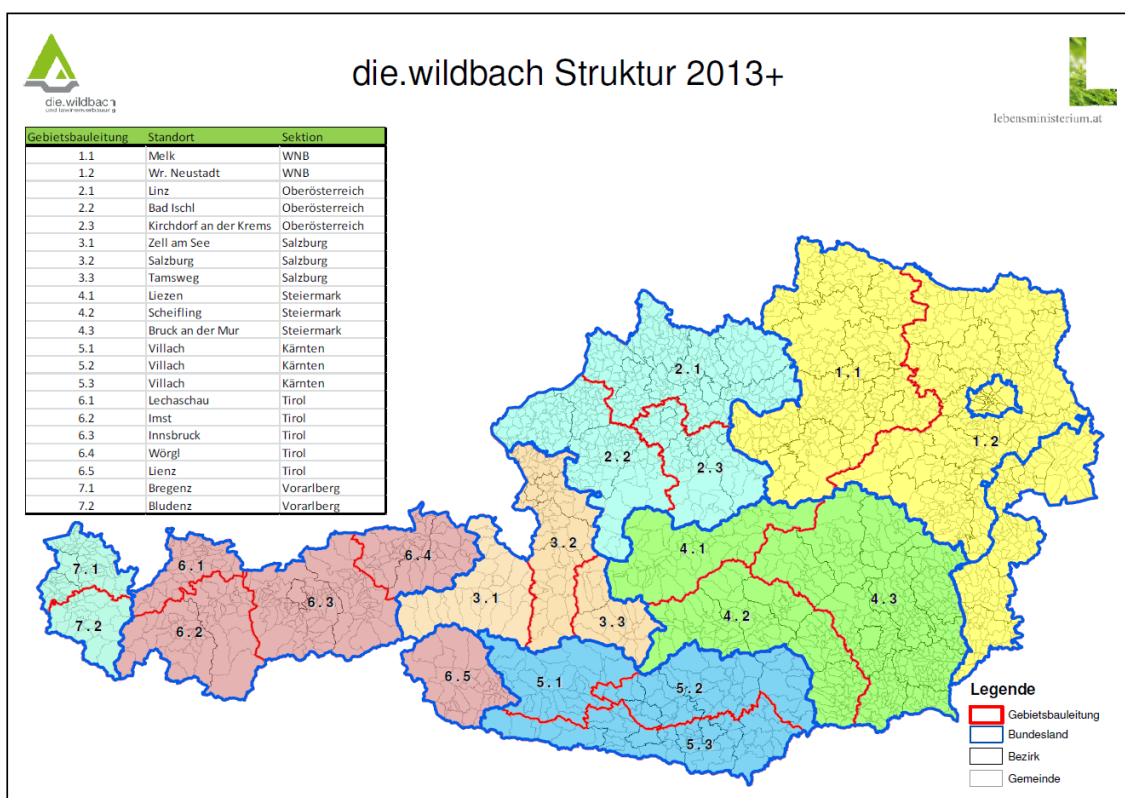 die.wildbach Struktur 2013+
die.wildbach
und lawinenverbauung
lebensministerium.at
Gebietsbauleitung Standort Sektion
1.1 Melk WNB
1.2 Wr. Neustadt WNB
2.1 Linz Oberösterreich
2.2 Bad Ischl Oberösterreich
2.3 Kirchdorf an der Krems Oberösterreich
3.1 Zell am See Salzburg
3.2 Salzburg Salzburg
3.3 Tamsweg Salzburg
4.1 Liezen Steiermark
4.2 Scheifling Steiermark
4.3 Bruck an der Mur Steiermark
5.1 Villach Kärnten
5.2 Villach Kärnten
5.3 Villach Kärnten
6.1 Lechaschau Tirol
6.2 Imst Tirol
6.3 Innsbruck Tirol
6.4 Wörgl Tirol
6.5 Lienz Tirol
7.1 Bregenz Vorarlberg
7.2 Bludenz Vorarlberg
2.1
1.1
1.2
2.2
2.3
3.2
4.1
6.4
7.1
6.1
3.1
6.3
4.3
4.2
3.3
7.2
6.2
6.5
5.1
5.2
5.3
Legende
Gebietsbauleitung
Bundesland
Bezirk
Gemeinde